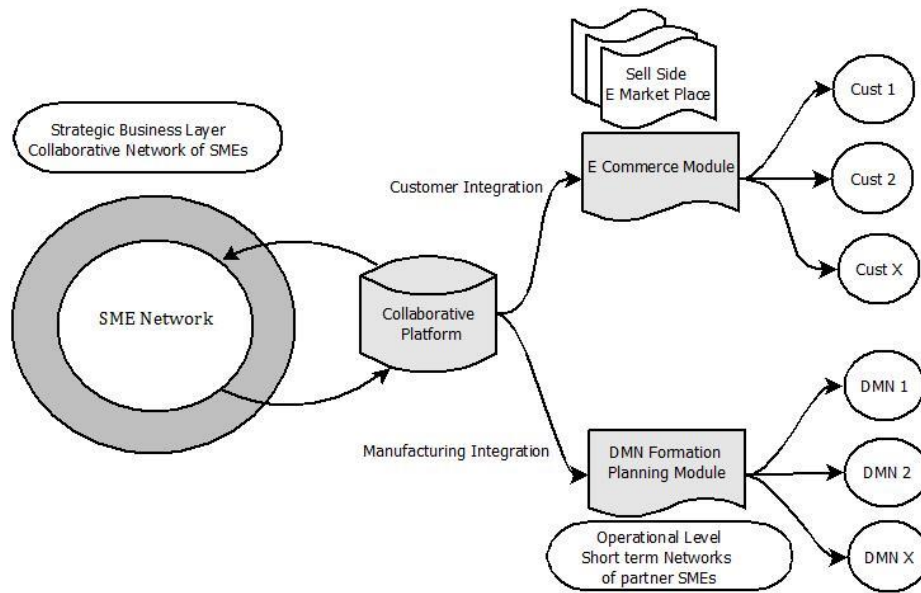 Sell Side
E Market Place
Cust 1
Strategic Business Layer
Collaborative Network of SMEs
E Commerce Module
Cust 2
Customer Integration
Cust X
SME Network
Collaborative
Platform
DMN 1
Manufacturing Integration
DMN Formation
Planning Module
DMN 2
Operational Level
Short term Networks
of partner SMEs
DMN X